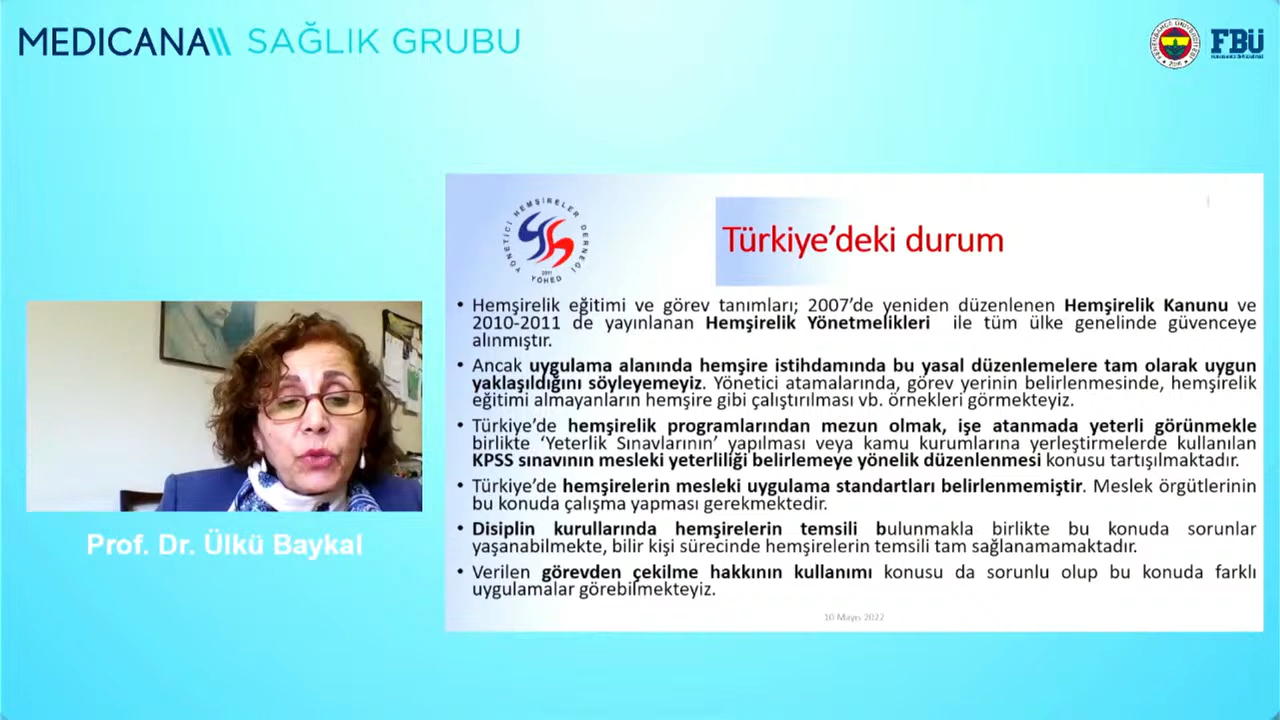 MEDICANA SAĞLIK GRUBU
FBÜ
YÖNETİCİ HEMŞİRELER DERNEĞİ
2011
YÖHED
Türkiye’deki durum
• Hemşirelik eğitimi ve görev tanımları; 2007’de yeniden düzenlenen Hemşirelik Kanunu ve
2010-2011 de yayınlanan Hemşirelik Yönetmelikleri ile tüm ülke genelinde güvenceye
alınmıştır.
• Ancak uygulama alanında hemşire istihdamında bu yasal düzenlemelere tam olarak uygun
yaklaşıldığını söyleyemeyiz. Yönetici atamalarında, görev yerinin belirlenmesinde, hemşirelik
eğitimi almayanların hemşire gibi çalıştırılması vb. örnekleri görmekteyiz.
• Türkiye’de hemşirelik programlarından mezun olmak, işe atanmada yeterli görünmekle
birlikte ‘Yeterlik Sınavlarının’ yapılması veya kamu kurumlarına yerleştirmelerde kullanılan
KPSS sınavının mesleki yeterliliği belirlemeye yönelik düzenlenmesi konusu tartışılmaktadır.
• Türkiye’de hemşirelerin mesleki uygulama standartları belirlenmemiştir. Meslek örgütlerinin
bu konuda çalışma yapması gerekmektedir.
• Disiplin kurullarında hemşirelerin temsili bulunmakla birlikte bu konuda sorunlar
yaşanabilmekte, bilir kişi sürecinde hemşirelerin temsili tam sağlanamamaktadır.
• Verilen görevden çekilme hakkının kullanımı konusu da sorunlu olup bu konuda farklı
uygulamalar görebilmekteyiz.
10 Mayıs 2022
Prof. Dr. Ülkü Baykal